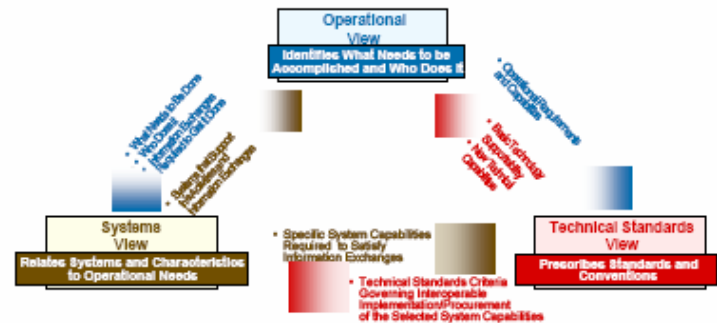 Operational
View
Identifies What Needs to be
Accomplished and Who Does It
• What Needs to Be Done
• Who Does It
• Information Exchanges
Required to Get It Done
• Systems that Support
Activities and
Information Exchanges
• Operational Requirements
and Capabilities
• Basic Technology
Supportability
• New Technical
Capabilities
Systems
View
Relates Systems and Characteristics
to Operational Needs
• Specific System Capabilities
Required to Satisfy
Information Exchanges
• Technical Standards Criteria
Governing Interoperable
Implementation/Procurement
of the Selected System Capabilities
Technical Standards
View
Prescribes Standards and
Conventions